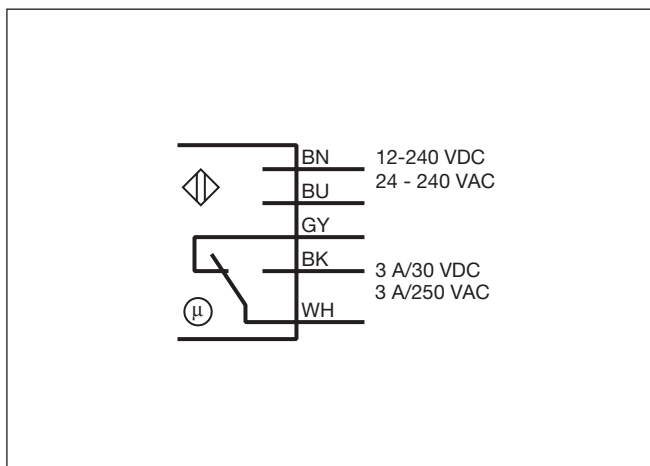 BN 12-240 VDC
24 - 240 VAC
BU
GY
BK 3 A/30 VDC
3 A/250 VAC
µ WH